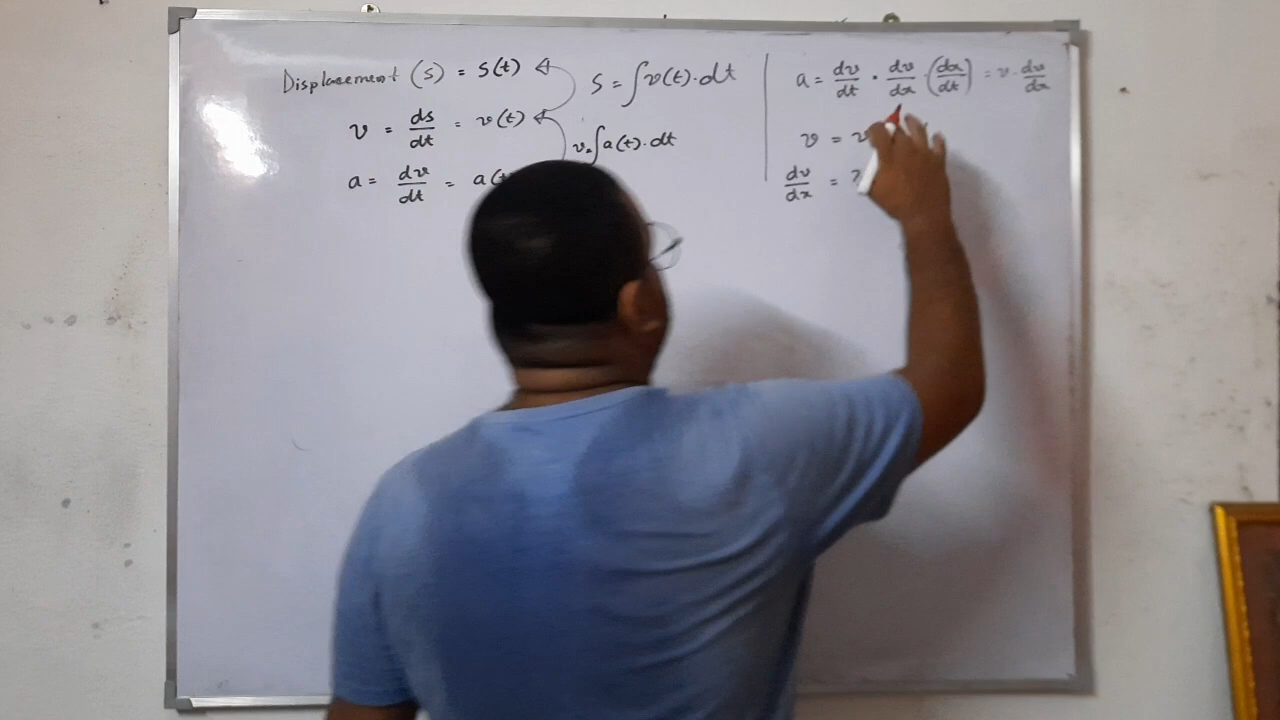 Displacement (s) = s(t)
s = ∫v(t)·dt
v = ds/dt = v(t)
v = ∫a(t)·dt
a = dv/dt = a(t
a = dv/dt · dv/dx · (dx/dt) = v · dv/dx
v = v
dv/dx = ?